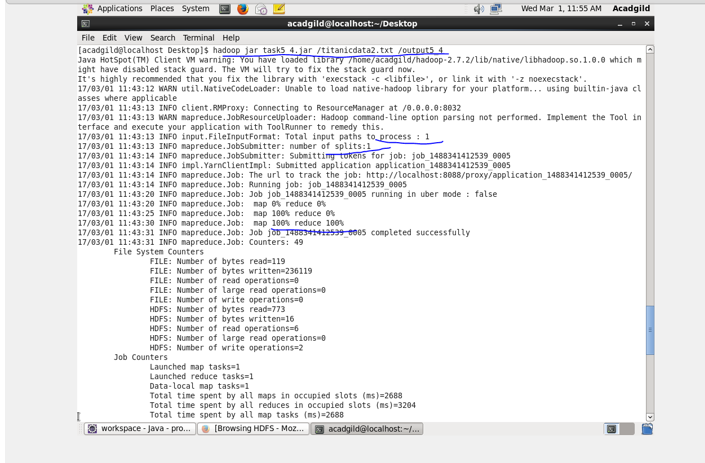 Applications Places System Wed Mar 1, 11:55 AM Acadgild
acadgild@localhost:~/Desktop
File Edit View Search Terminal Help
[acadgild@localhost Desktop]$ hadoop jar task5_4.jar /titanicdata2.txt /output5_4
Java HotSpot(TM) Client VM warning: You have loaded library /home/acadgild/hadoop-2.7.2/lib/native/libhadoop.so.1.0.0 which m
ight have disabled stack guard. The VM will try to fix the stack guard now.
It's highly recommended that you fix the library with 'execstack -c <libfile>', or link it with '-z noexecstack'.
17/03/01 11:43:12 WARN util.NativeCodeLoader: Unable to load native-hadoop library for your platform... using builtin-java cl
asses where applicable
17/03/01 11:43:13 INFO client.RMProxy: Connecting to ResourceManager at /0.0.0.0:8032
17/03/01 11:43:13 WARN mapreduce.JobResourceUploader: Hadoop command-line option parsing not performed. Implement the Tool in
terface and execute your application with ToolRunner to remedy this.
17/03/01 11:43:13 INFO input.FileInputFormat: Total input paths to process : 1
17/03/01 11:43:13 INFO mapreduce.JobSubmitter: number of splits:1
17/03/01 11:43:14 INFO mapreduce.JobSubmitter: Submitting tokens for job: job_1488341412539_0005
17/03/01 11:43:14 INFO impl.YarnClientImpl: Submitted application application_1488341412539_0005
17/03/01 11:43:14 INFO mapreduce.Job: The url to track the job: http://localhost:8088/proxy/application_1488341412539_0005/
17/03/01 11:43:14 INFO mapreduce.Job: Running job: job_1488341412539_0005
17/03/01 11:43:20 INFO mapreduce.Job: Job job_1488341412539_0005 running in uber mode : false
17/03/01 11:43:20 INFO mapreduce.Job: map 0% reduce 0%
17/03/01 11:43:25 INFO mapreduce.Job: map 100% reduce 0%
17/03/01 11:43:30 INFO mapreduce.Job: map 100% reduce 100%
17/03/01 11:43:31 INFO mapreduce.Job: Job job_1488341412539_0005 completed successfully
17/03/01 11:43:31 INFO mapreduce.Job: Counters: 49
File System Counters
FILE: Number of bytes read=119
FILE: Number of bytes written=236119
FILE: Number of read operations=0
FILE: Number of large read operations=0
FILE: Number of write operations=0
HDFS: Number of bytes read=773
HDFS: Number of bytes written=16
HDFS: Number of read operations=6
HDFS: Number of large read operations=0
HDFS: Number of write operations=2
Job Counters
Launched map tasks=1
Launched reduce tasks=1
Data-local map tasks=1
Total time spent by all maps in occupied slots (ms)=2688
Total time spent by all reduces in occupied slots (ms)=3204
Total time spent by all map tasks (ms)=2688
workspace - Java - pro... [Browsing HDFS - Moz... acadgild@localhost:~/...